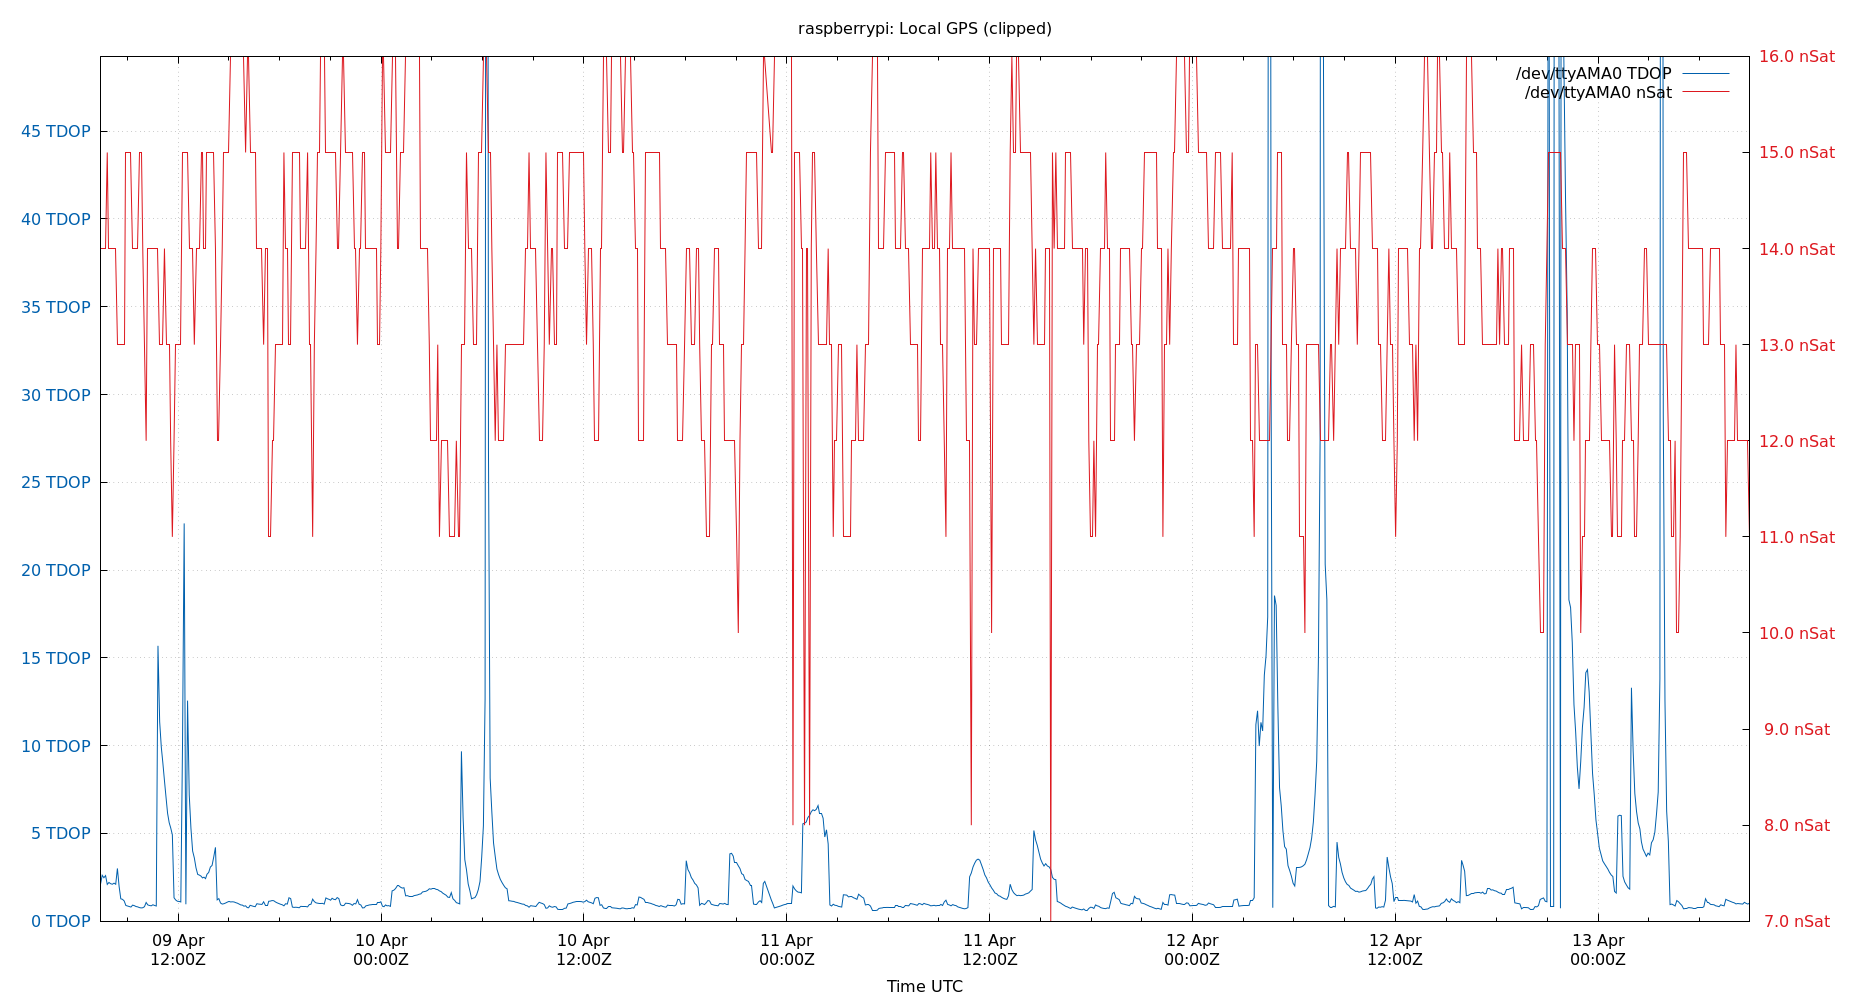 raspberrypi: Local GPS (clipped)
/dev/ttyAMA0 TDOP
/dev/ttyAMA0 nSat
45 TDOP
40 TDOP
35 TDOP
30 TDOP
25 TDOP
20 TDOP
15 TDOP
10 TDOP
5 TDOP
0 TDOP
16.0 nSat
15.0 nSat
14.0 nSat
13.0 nSat
12.0 nSat
11.0 nSat
10.0 nSat
9.0 nSat
8.0 nSat
7.0 nSat
09 Apr
12:00Z
10 Apr
00:00Z
10 Apr
12:00Z
11 Apr
00:00Z
11 Apr
12:00Z
12 Apr
00:00Z
12 Apr
12:00Z
13 Apr
00:00Z
Time UTC